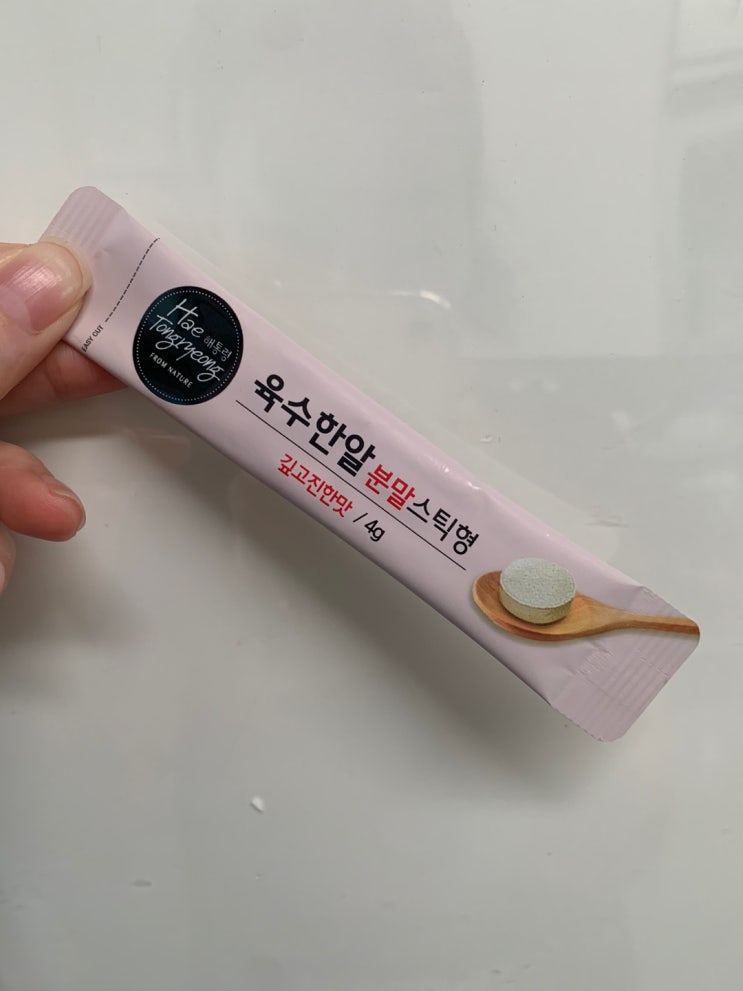 EASY CUT
Hae 해통령
Tongryeong
FROM NATURE
육수한알분말스틱형
깊고진한맛 / 4g